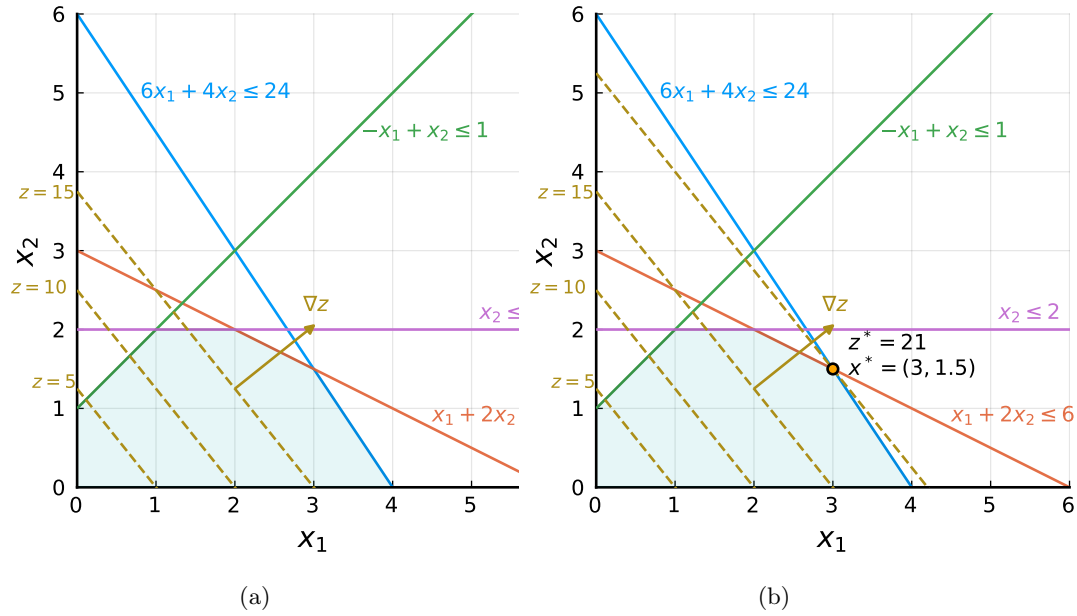 6
5
4
3
2
1
0
x₂
z = 15
z = 10
z = 5
6x₁ + 4x₂ ≤ 24
−x₁ + x₂ ≤ 1
∇z
x₂ ≤
x₁ + 2x₂
0 1 2 3 4 5
x₁
(a)
6
5
4
3
2
1
0
x₂
z = 15
z = 10
z = 5
6x₁ + 4x₂ ≤ 24
−x₁ + x₂ ≤ 1
∇z
x₂ ≤ 2
z* = 21
x* = (3, 1.5)
x₁ + 2x₂ ≤ 6
0 1 2 3 4 5 6
x₁
(b)